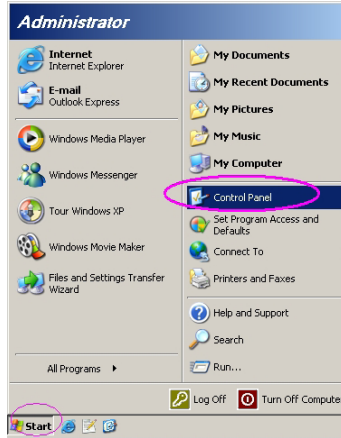 Administrator
Internet
Internet Explorer
E-mail
Outlook Express
Windows Media Player
Windows Messenger
Tour Windows XP
Windows Movie Maker
Files and Settings Transfer
Wizard
All Programs
My Documents
My Recent Documents
My Pictures
My Music
My Computer
Control Panel
Set Program Access and
Defaults
Connect To
Printers and Faxes
Help and Support
Search
Run...
Log Off
Turn Off Compute
Start